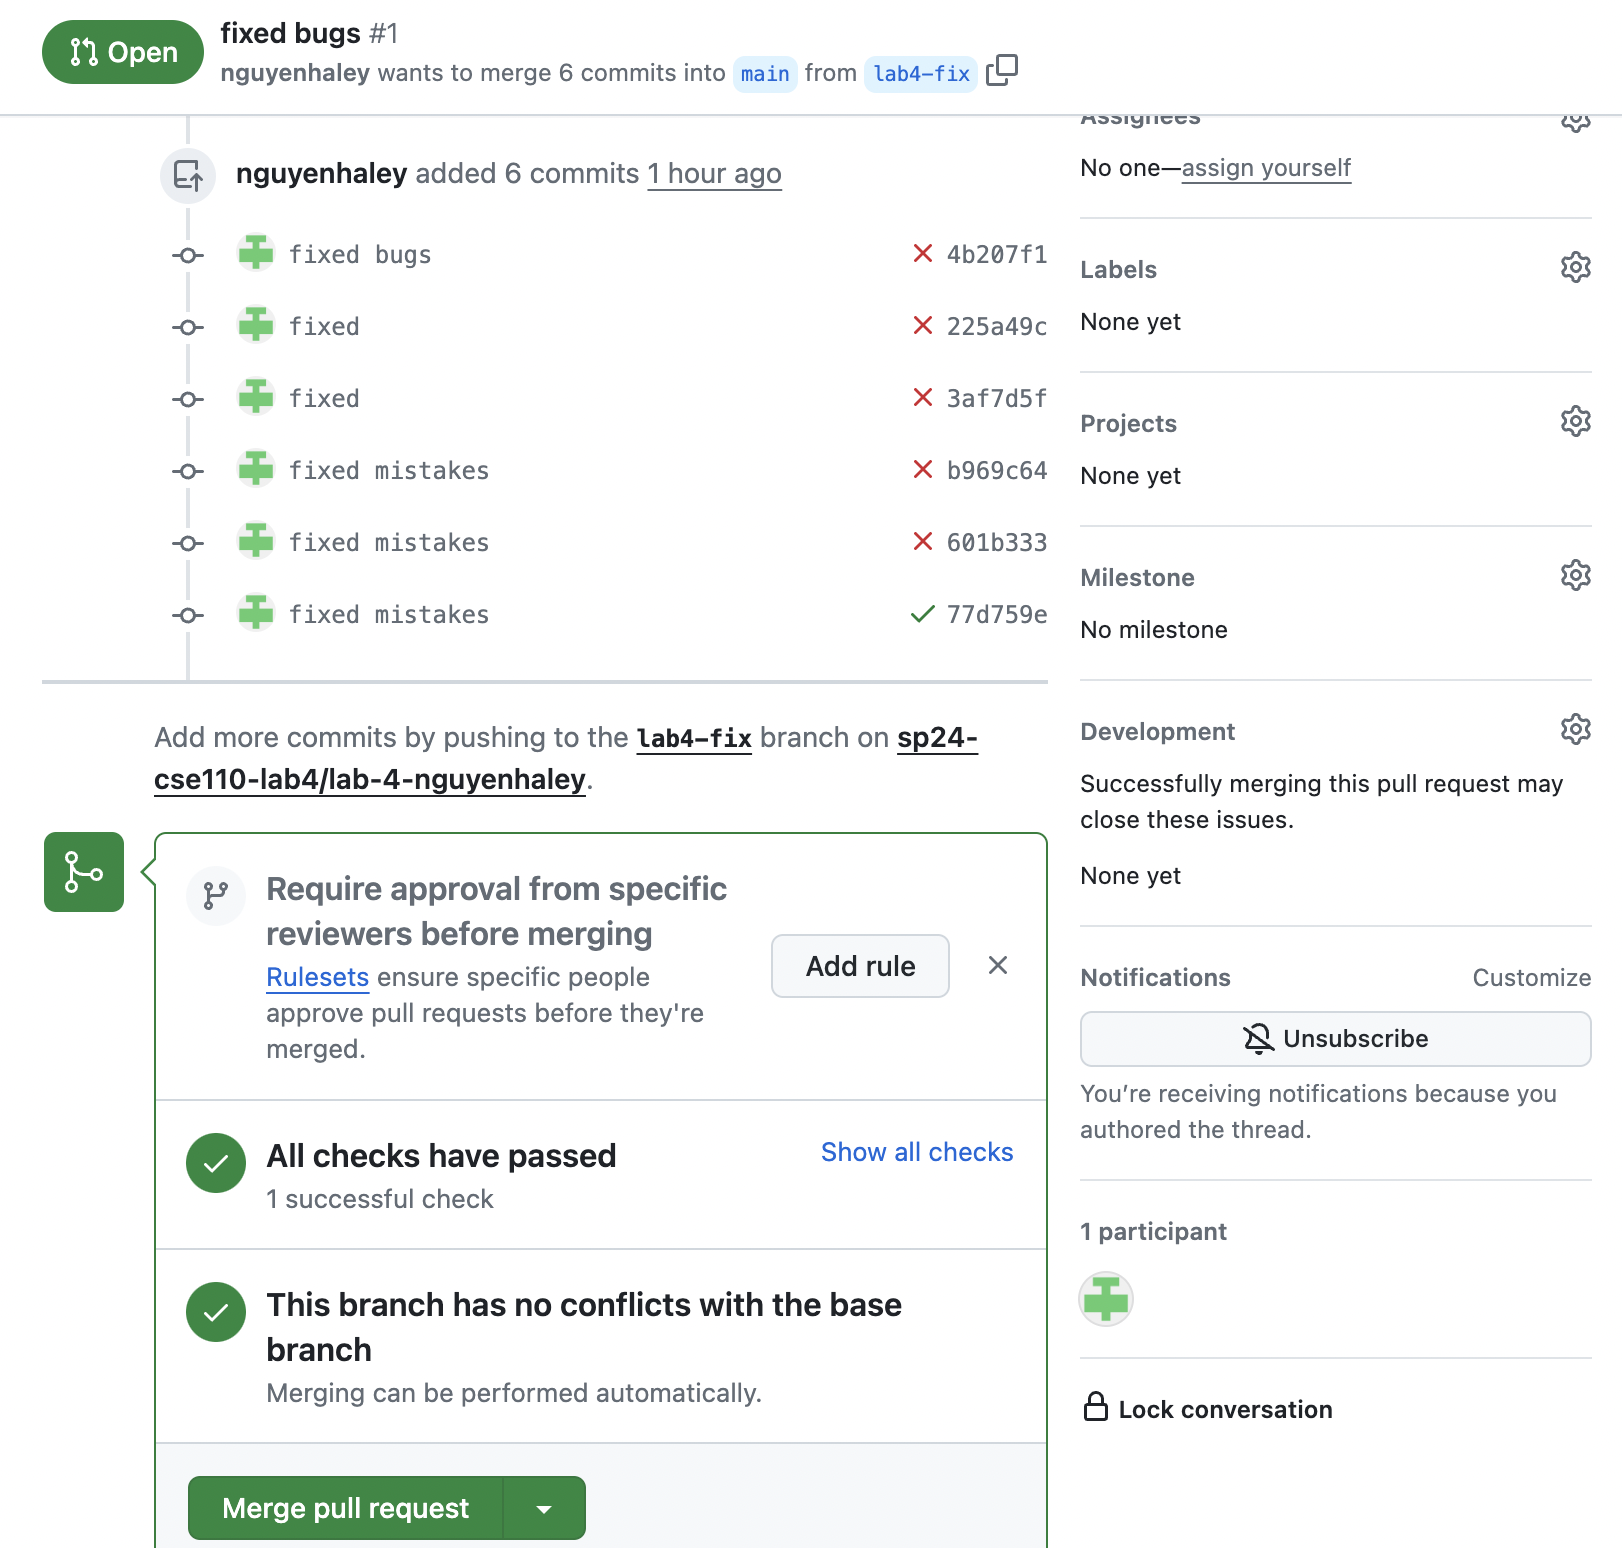 Open
fixed bugs #1
nguyenhaley wants to merge 6 commits into main from lab4-fix
nguyenhaley added 6 commits 1 hour ago
fixed bugs 4b207f1
fixed 225a49c
fixed 3af7d5f
fixed mistakes b969c64
fixed mistakes 601b333
fixed mistakes 77d759e
Add more commits by pushing to the lab4-fix branch on sp24-
cse110-lab4/lab-4-nguyenhaley.
Require approval from specific
reviewers before merging
Rulesets ensure specific people
approve pull requests before they're
merged.
Add rule
All checks have passed
Show all checks
1 successful check
This branch has no conflicts with the base
branch
Merging can be performed automatically.
Merge pull request
Assignees
No one—assign yourself
Labels
None yet
Projects
None yet
Milestone
No milestone
Development
Successfully merging this pull request may
close these issues.
None yet
Notifications
Customize
Unsubscribe
You’re receiving notifications because you
authored the thread.
1 participant
Lock conversation